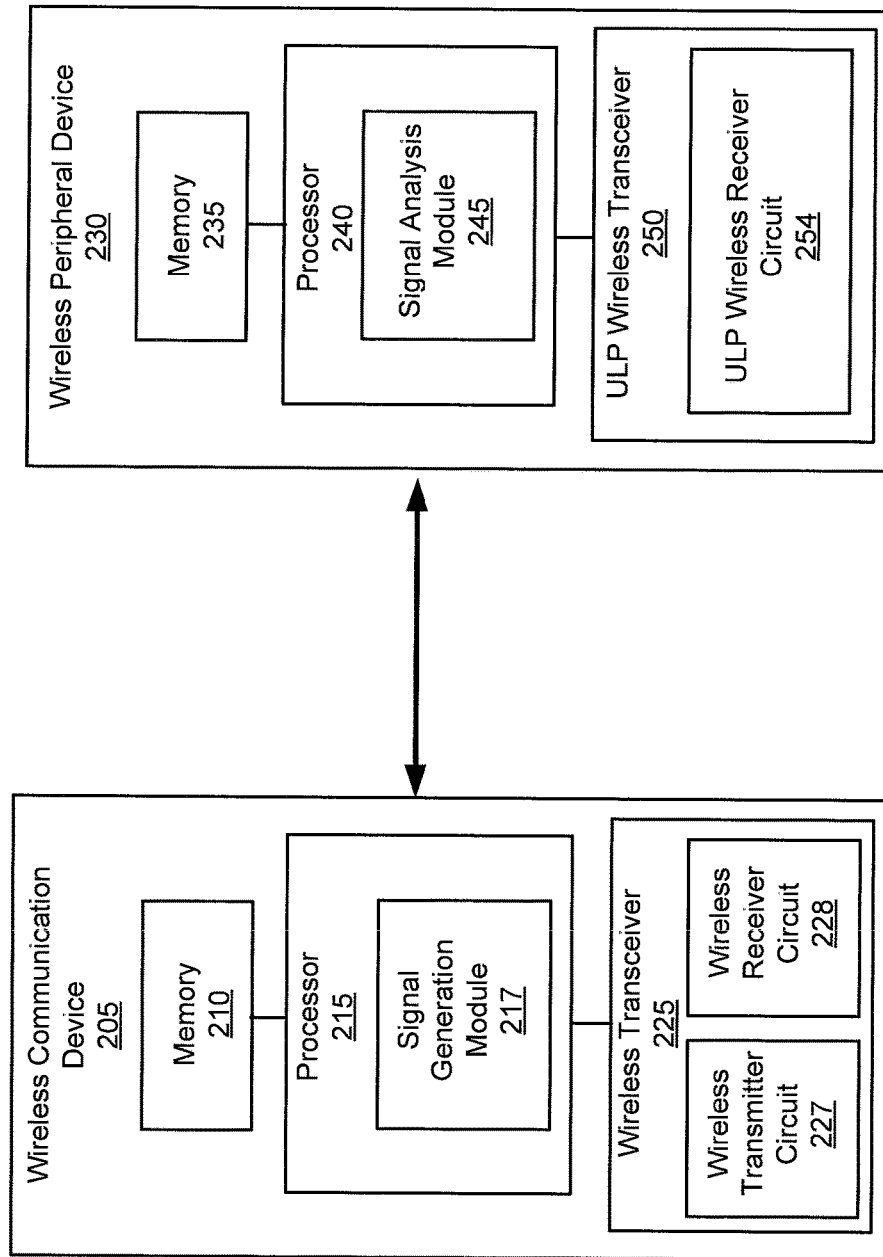 Wireless Communication
Device
205
Memory
210
Processor
215
Signal
Generation
Module
217
Wireless Transceiver
225
Wireless
Transmitter
Circuit
227
Wireless
Receiver
Circuit
228
Wireless Peripheral Device
230
Memory
235
Processor
240
Signal Analysis
Module
245
ULP Wireless Transceiver
250
ULP Wireless Receiver
Circuit
254